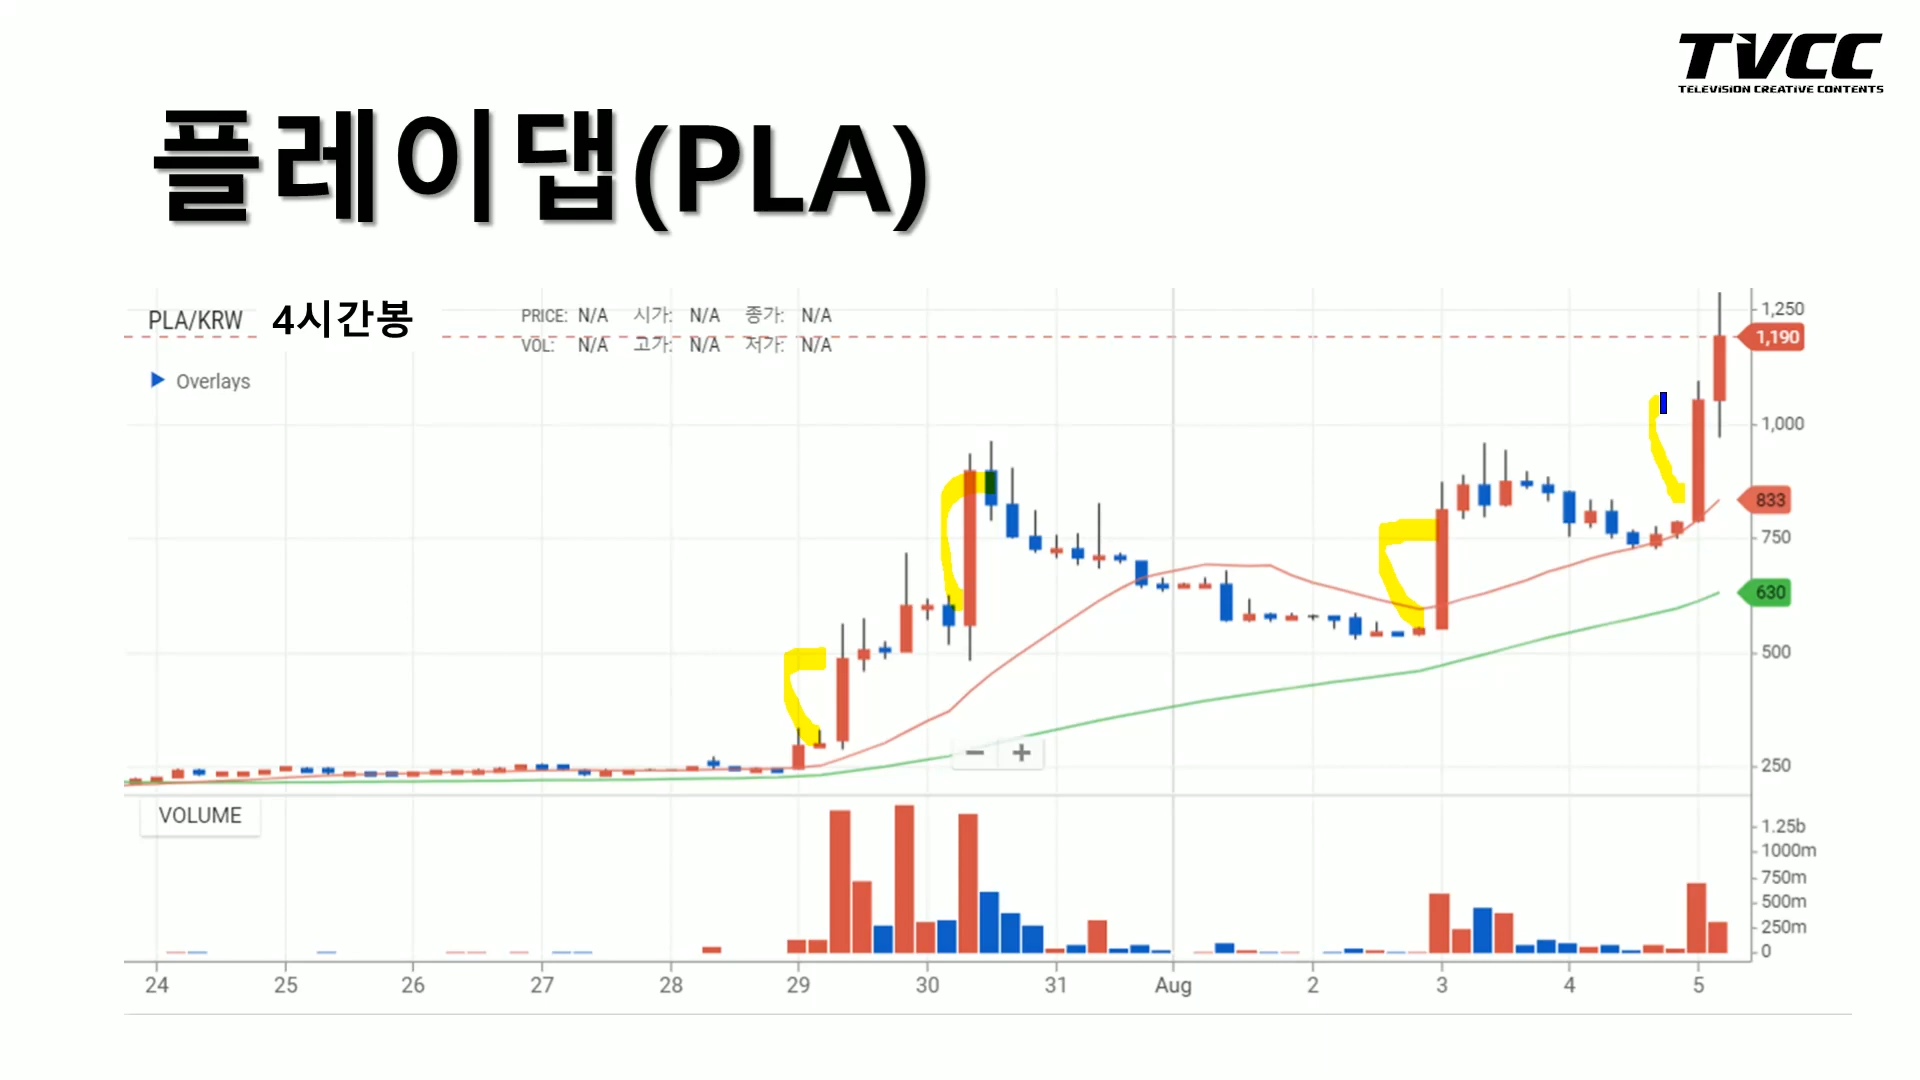 TVCC
TELEVISION CREATIVE CONTENTS
플레이댑(PLA)
PLA/KRW 4시간봉 PRICE: N/A 시가: N/A 종가: N/A
VOL: N/A 고가: N/A 저가: N/A
Overlays
1,250
1,190
1,000
833
750
630
500
250
− +
VOLUME
1.25b
1000m
750m
500m
250m
0
24 25 26 27 28 29 30 31 Aug 2 3 4 5